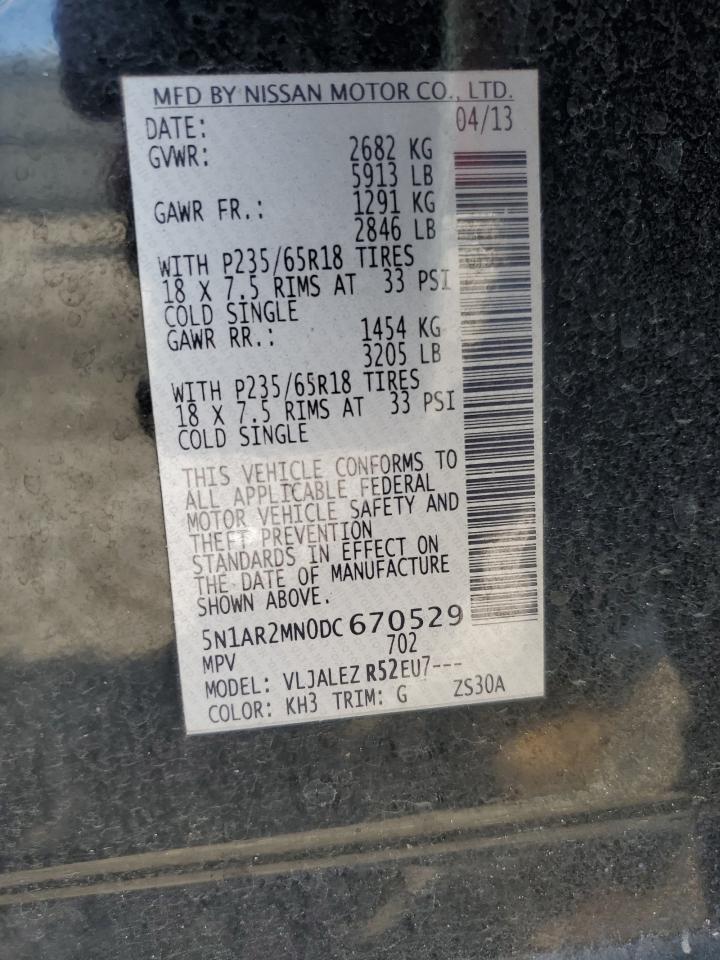 MFD BY NISSAN MOTOR CO., LTD.
DATE: 04/13
GVWR: 2682 KG
5913 LB
GAWR FR.: 1291 KG
2846 LB
WITH P235/65R18 TIRES
18 X 7.5 RIMS AT 33 PSI
COLD SINGLE
GAWR RR.: 1454 KG
3205 LB
WITH P235/65R18 TIRES
18 X 7.5 RIMS AT 33 PSI
COLD SINGLE
THIS VEHICLE CONFORMS TO
ALL APPLICABLE FEDERAL
MOTOR VEHICLE SAFETY AND
THEFT PREVENTION
STANDARDS IN EFFECT ON
THE DATE OF MANUFACTURE
SHOWN ABOVE.
5N1AR2MN0DC670529
MPV 702
MODEL: VLJALEZ R52EU7---
COLOR: KH3 TRIM: G ZS30A